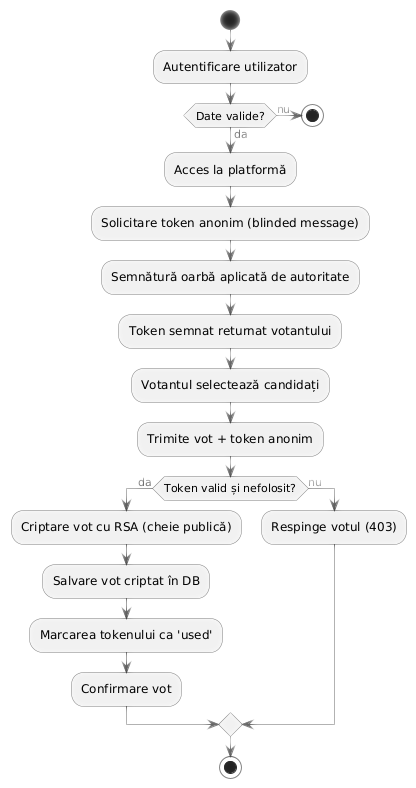 Autentificare utilizator
Date valide?
nu
da
Acces la platformă
Solicitare token anonim (blinded message)
Semnătură oarbă aplicată de autoritate
Token semnat returnat votantului
Votantul selectează candidați
Trimite vot + token anonim
da
Token valid și nefolosit?
nu
Criptare vot cu RSA (cheie publică)
Respinge votul (403)
Salvare vot criptat în DB
Marcarea tokenului ca 'used'
Confirmare vot